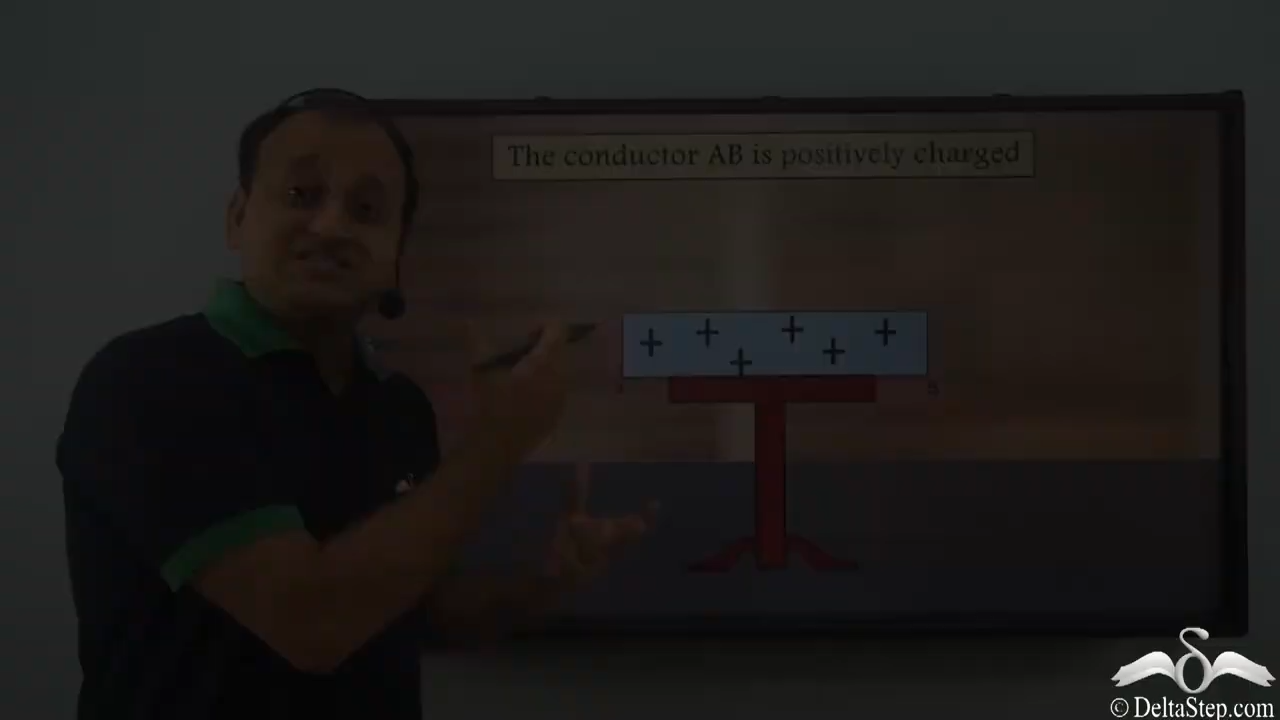 The conductor AB is positively charged
+ + + + + +
© DeltaStep.com